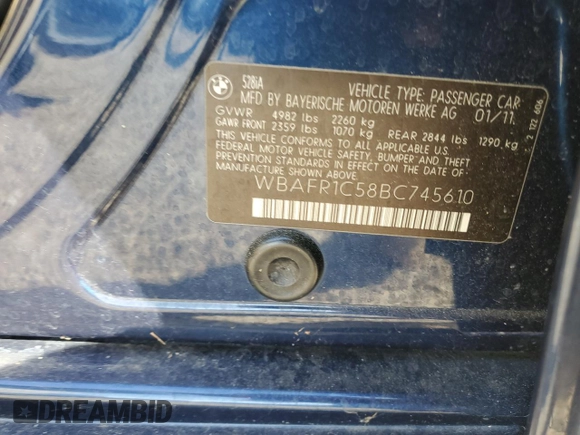 BMW
528iA
VEHICLE TYPE: PASSENGER CAR
MFD BY BAYERISCHE MOTOREN WERKE AG 01/11
GVWR 4982 lbs 2260 kg
GAWR FRONT 2359 lbs 1070 kg REAR 2844 lbs 1290 kg
THIS VEHICLE CONFORMS TO ALL APPLICABLE U.S.
FEDERAL MOTOR VEHICLE SAFETY, BUMPER AND THEFT
PREVENTION STANDARDS IN EFFECT ON THE DATE OF
MANUFACTURE SHOWN ABOVE.
WBAFR1C58BC745610
DREAMBID